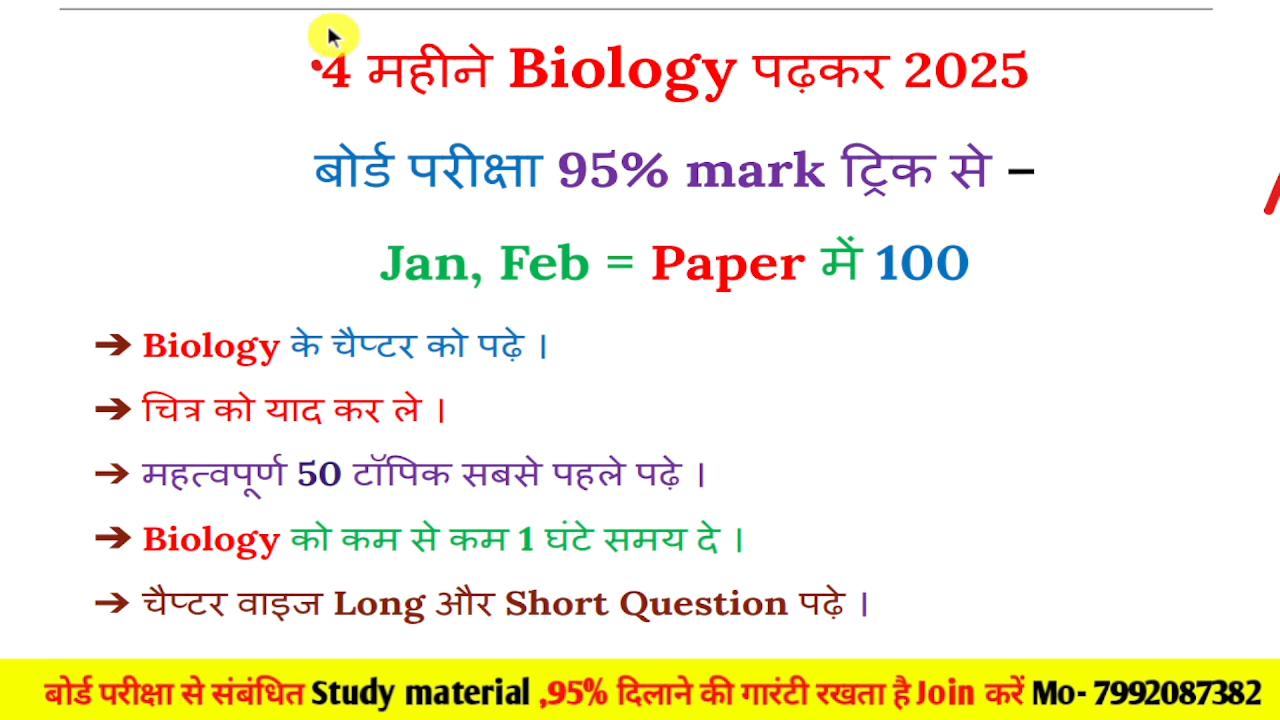 4 महीने Biology पढ़कर 2025
बोर्ड परीक्षा 95% mark ट्रिक से –
Jan, Feb = Paper में 100
➔ Biology के चैप्टर को पढ़े ।
➔ चित्र को याद कर ले ।
➔ महत्वपूर्ण 50 टॉपिक सबसे पहले पढ़े ।
➔ Biology को कम से कम 1 घंटे समय दे ।
➔ चैप्टर वाइज Long और Short Question पढ़े ।
बोर्ड परीक्षा से संबंधित Study material ,95% दिलाने की गारंटी रखता है Join करें Mo- 7992087382